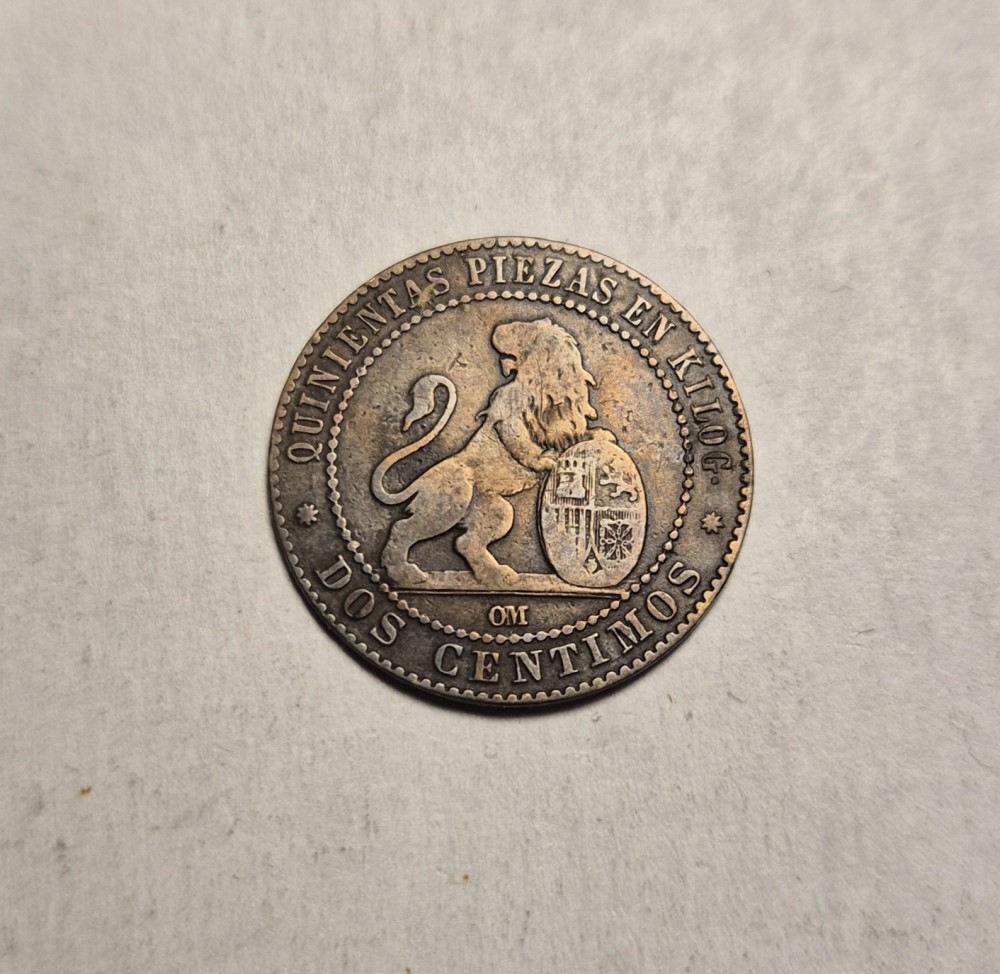 QUINIENTAS PIEZAS EN KILOG.
OM
DOS CENTIMOS